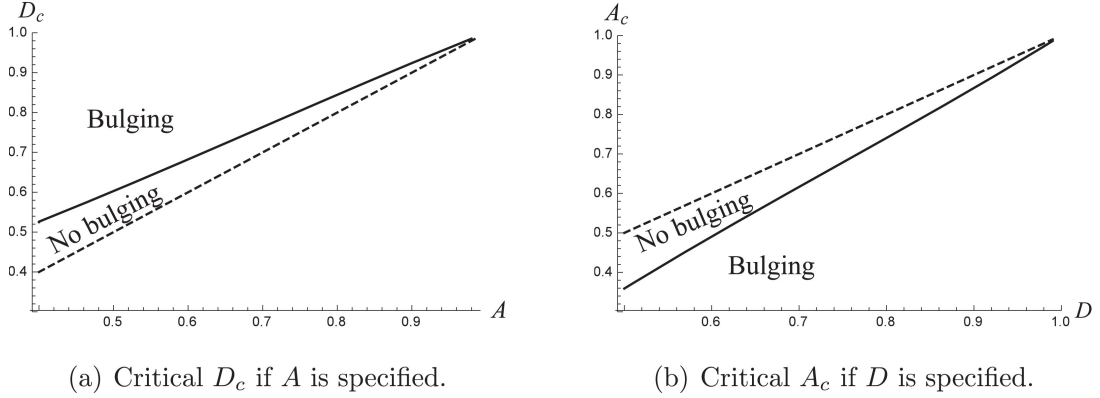 D_c
1.0
0.9
0.8
0.7
0.6
0.5
0.4
Bulging
No bulging
0.5 0.6 0.7 0.8 0.9 A
(a) Critical D_c if A is specified.
A_c
1.0
0.9
0.8
0.7
0.6
0.5
0.4
No bulging
Bulging
0.6 0.7 0.8 0.9 1.0 D
(b) Critical A_c if D is specified.